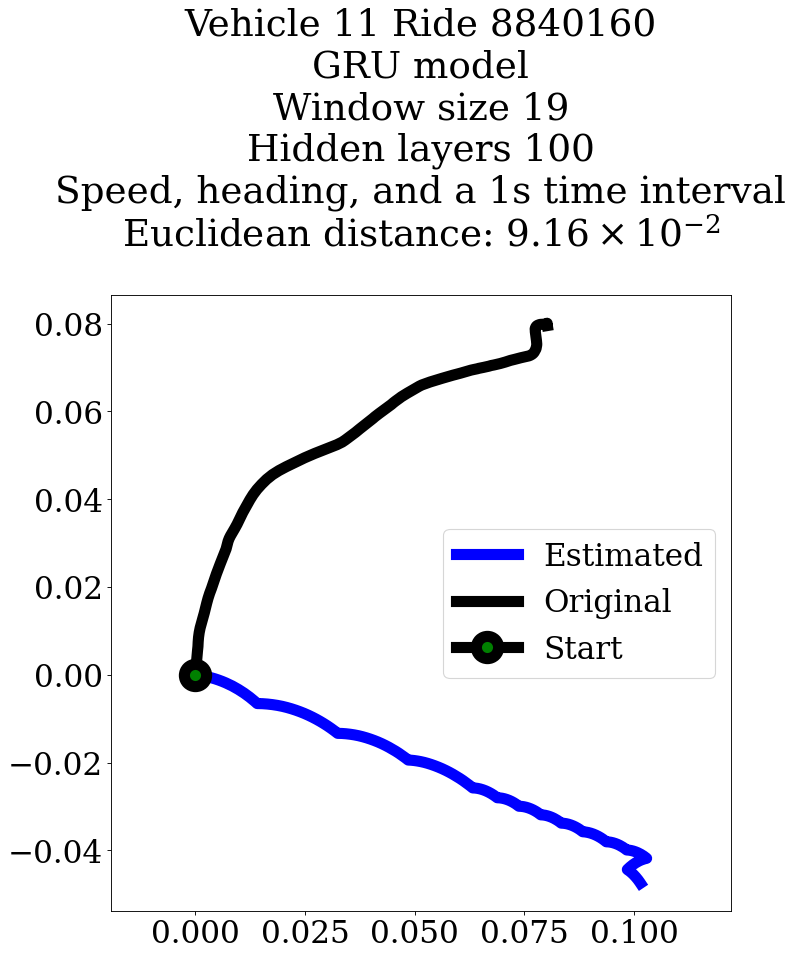 Vehicle 11 Ride 8840160
GRU model
Window size 19
Hidden layers 100
Speed, heading, and a 1s time interval
Euclidean distance: 9.16 × 10⁻²
0.08
0.06
0.04
0.02
0.00
−0.02
−0.04
Estimated
Original
Start
0.000 0.025 0.050 0.075 0.100